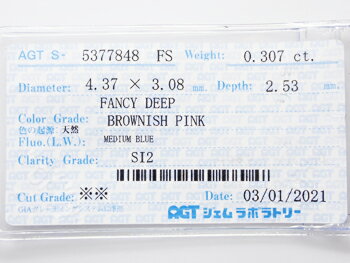 AGT S- 5377848 FS Weight: 0.307 ct.
Diameter: 4.37 × 3.08 mm. Depth: 2.53 mm.
FANCY DEEP
Color Grade: BROWNISH PINK
色の起源: 天然
Fluo.(L.W.): MEDIUM BLUE
Clarity Grade: SI2
Cut Grade: ※※ Date: 03/01/2021
AGT ジェムラボラトリー